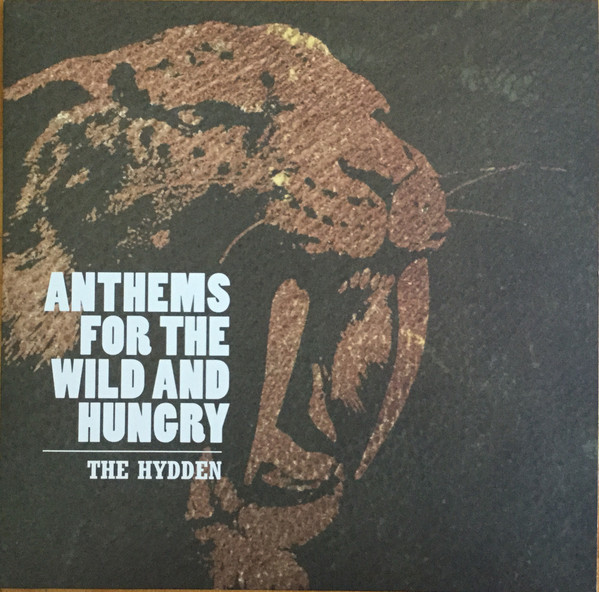 ANTHEMS
FOR THE
WILD AND
HUNGRY
THE HYDDEN